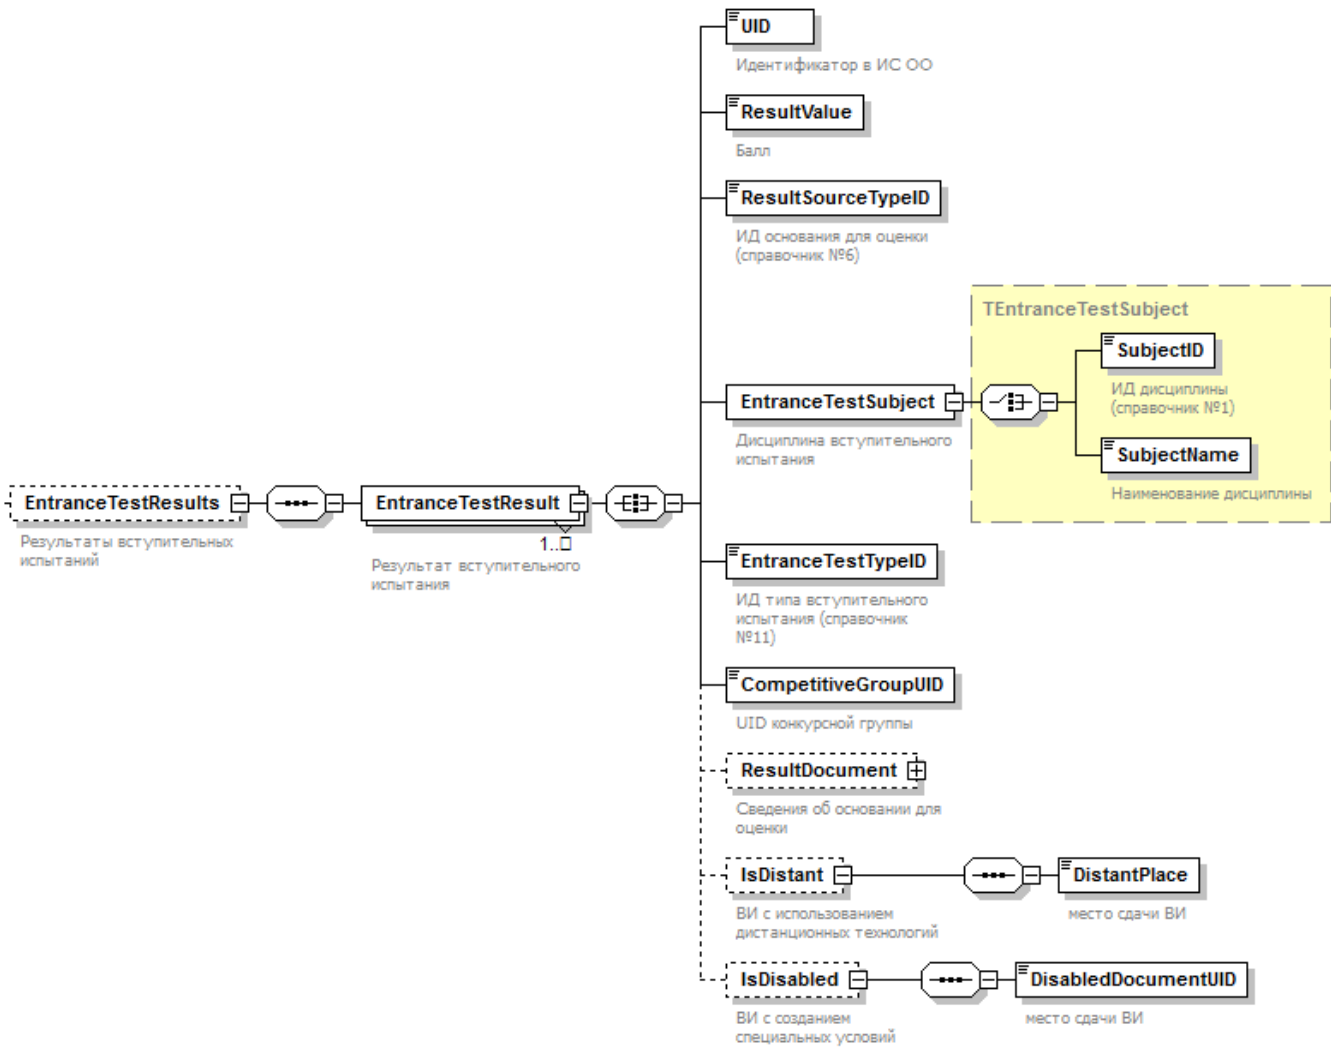 UID
Идентификатор в ИС ОО
ResultValue
Балл
ResultSourceTypeID
ИД основания для оценки
(справочник №6)
TEntranceTestSubject
SubjectID
ИД дисциплины
(справочник №1)
EntranceTestSubject
Дисциплина вступительного
испытания
SubjectName
Наименование дисциплины
EntranceTestResults
Результаты вступительных
испытаний
EntranceTestResult
1..□
Результат вступительного
испытания
EntranceTestTypeID
ИД типа вступительного
испытания (справочник
№11)
CompetitiveGroupUID
UID конкурсной группы
ResultDocument
Сведения об основании для
оценки
IsDistant
ВИ с использованием
дистанционных технологий
DistantPlace
место сдачи ВИ
IsDisabled
ВИ с созданием
специальных условий
DisabledDocumentUID
место сдачи ВИ